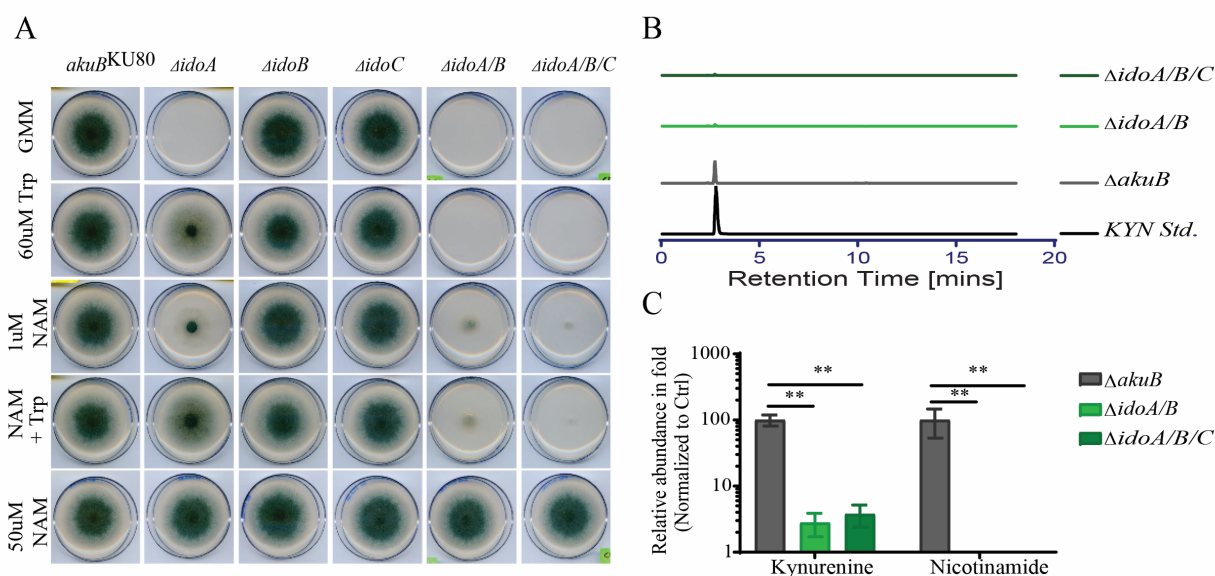 A
akuBKU80 ΔidoA ΔidoB ΔidoC ΔidoA/B ΔidoA/B/C
GMM
60uM Trp
1uM
NAM
NAM
+ Trp
50uM
NAM
B
ΔidoA/B/C
ΔidoA/B
ΔakuB
KYN Std.
0 5 10 15 20
Retention Time [mins]
C
Relative abundance in fold
(Normalized to Ctrl)
1000
100
10
1
** **
** **
Kynurenine Nicotinamide
ΔakuB
ΔidoA/B
ΔidoA/B/C